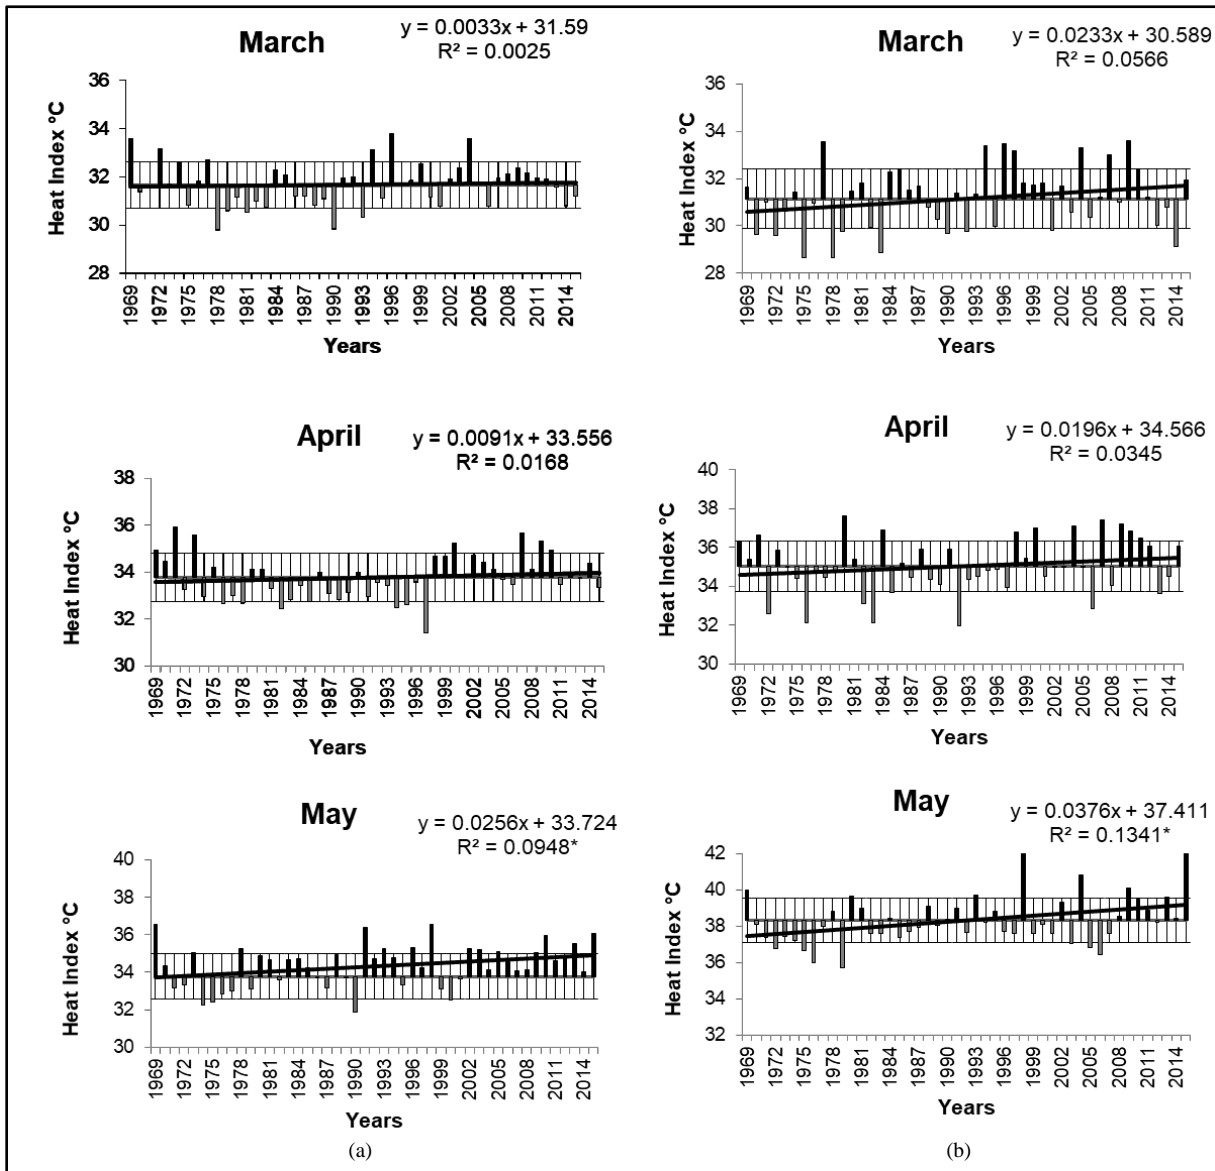 March
y = 0.0033x + 31.59
R² = 0.0025
Heat Index °C
36
34
32
30
28
1969 1972 1975 1978 1981 1984 1987 1990 1993 1996 1999 2002 2005 2008 2011 2014
Years
March
y = 0.0233x + 30.589
R² = 0.0566
Heat Index °C
36
34
32
30
28
1969 1972 1975 1978 1981 1984 1987 1990 1993 1996 1999 2002 2005 2008 2011 2014
Years
April
y = 0.0091x + 33.556
R² = 0.0168
Heat Index °C
38
36
34
32
30
1969 1972 1975 1978 1981 1984 1987 1990 1993 1996 1999 2002 2005 2008 2011 2014
Years
April
y = 0.0196x + 34.566
R² = 0.0345
Heat Index °C
40
38
36
34
32
30
1969 1972 1975 1978 1981 1984 1987 1990 1993 1996 1999 2002 2005 2008 2011 2014
Years
May
y = 0.0256x + 33.724
R² = 0.0948*
Heat Index °C
40
38
36
34
32
30
1969 1972 1975 1978 1981 1984 1987 1990 1993 1996 1999 2002 2005 2008 2011 2014
Years
(a)
May
y = 0.0376x + 37.411
R² = 0.1341*
Heat Index °C
42
40
38
36
34
32
1969 1972 1975 1978 1981 1984 1987 1990 1993 1996 1999 2002 2005 2008 2011 2014
Years
(b)